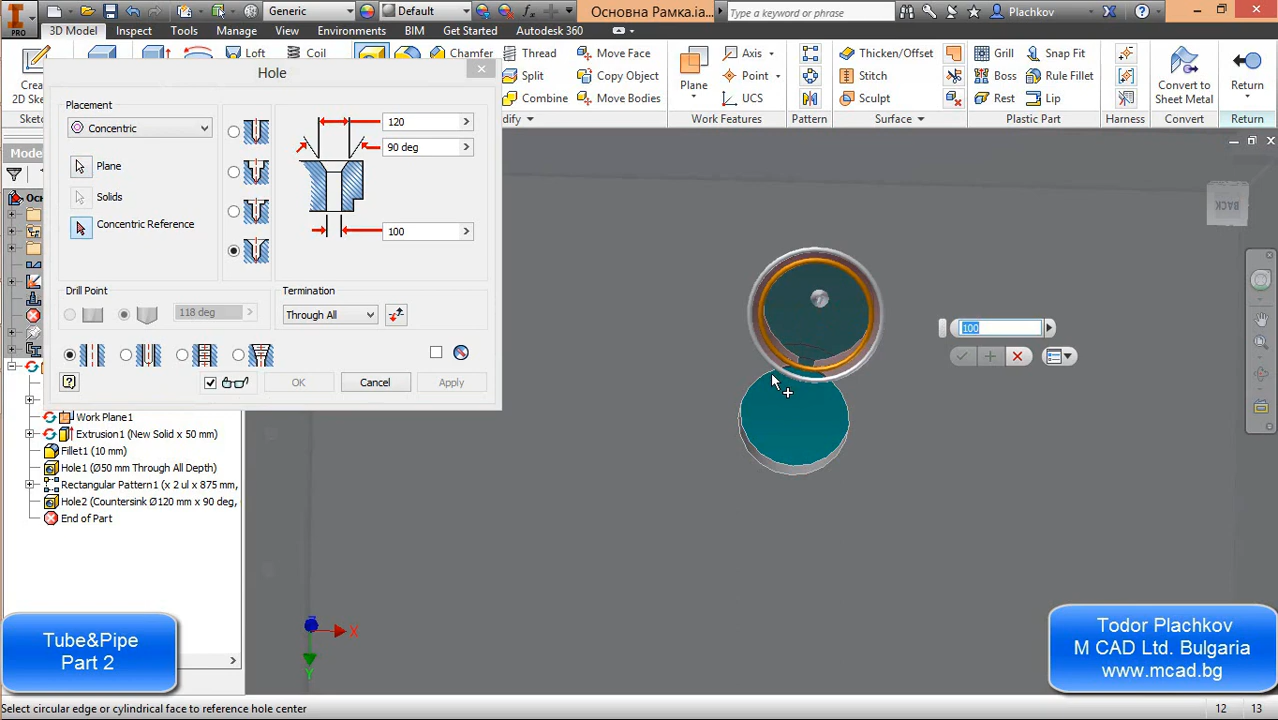 PRO
Generic
Default
Основна Рамка.ia...
Type a keyword or phrase
Plachkov
3D Model
Inspect
Tools
Manage
View
Environments
BIM
Get Started
Autodesk 360
Loft
Coil
Chamfer
Thread
Move Face
Split
Copy Object
Combine
Move Bodies
Plane
Axis
Point
UCS
Thicken/Offset
Stitch
Sculpt
Grill
Snap Fit
Boss
Rule Fillet
Rest
Lip
Convert to
Sheet Metal
Return
2D Sketch
Work Features
Pattern
Surface
Plastic Part
Harness
Convert
Return
Hole
Placement
Concentric
Plane
Solids
Concentric Reference
120
90 deg
100
Drill Point
118 deg
Termination
Through All
OK
Cancel
Apply
Work Plane1
Extrusion1 (New Solid x 50 mm)
Fillet1 (10 mm)
Hole1 (Ø50 mm Through All Depth)
Rectangular Pattern1 (x 2 ul x 875 mm,
Hole2 (Countersink Ø120 mm x 90 deg,
End of Part
BACK
100
X
Y
Tube&Pipe
Part 2
Todor Plachkov
M CAD Ltd. Bulgaria
www.mcad.bg
Select circular edge or cylindrical face to reference hole center
12
13